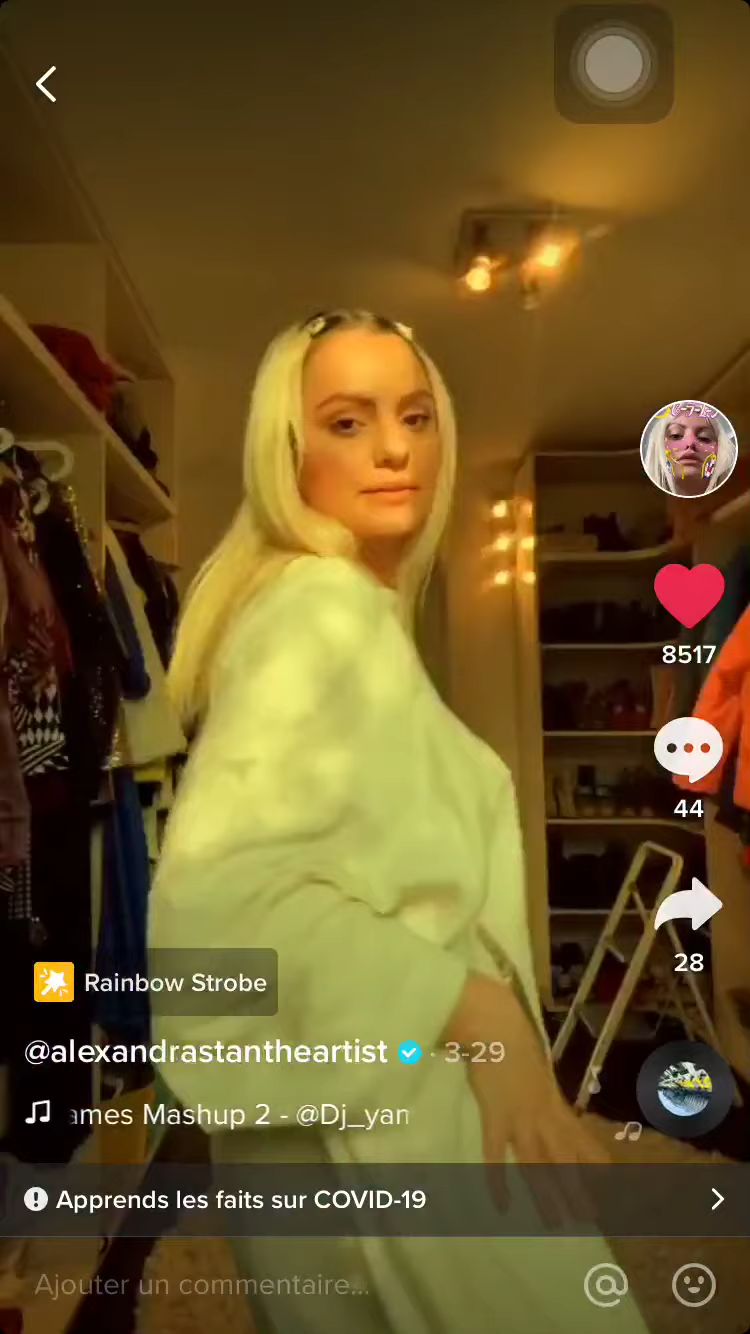 8517
44
28
Rainbow Strobe
@alexandrastantheartist · 3-29
ames Mashup 2 - @Dj_yan
Apprends les faits sur COVID-19
Ajouter un commentaire...